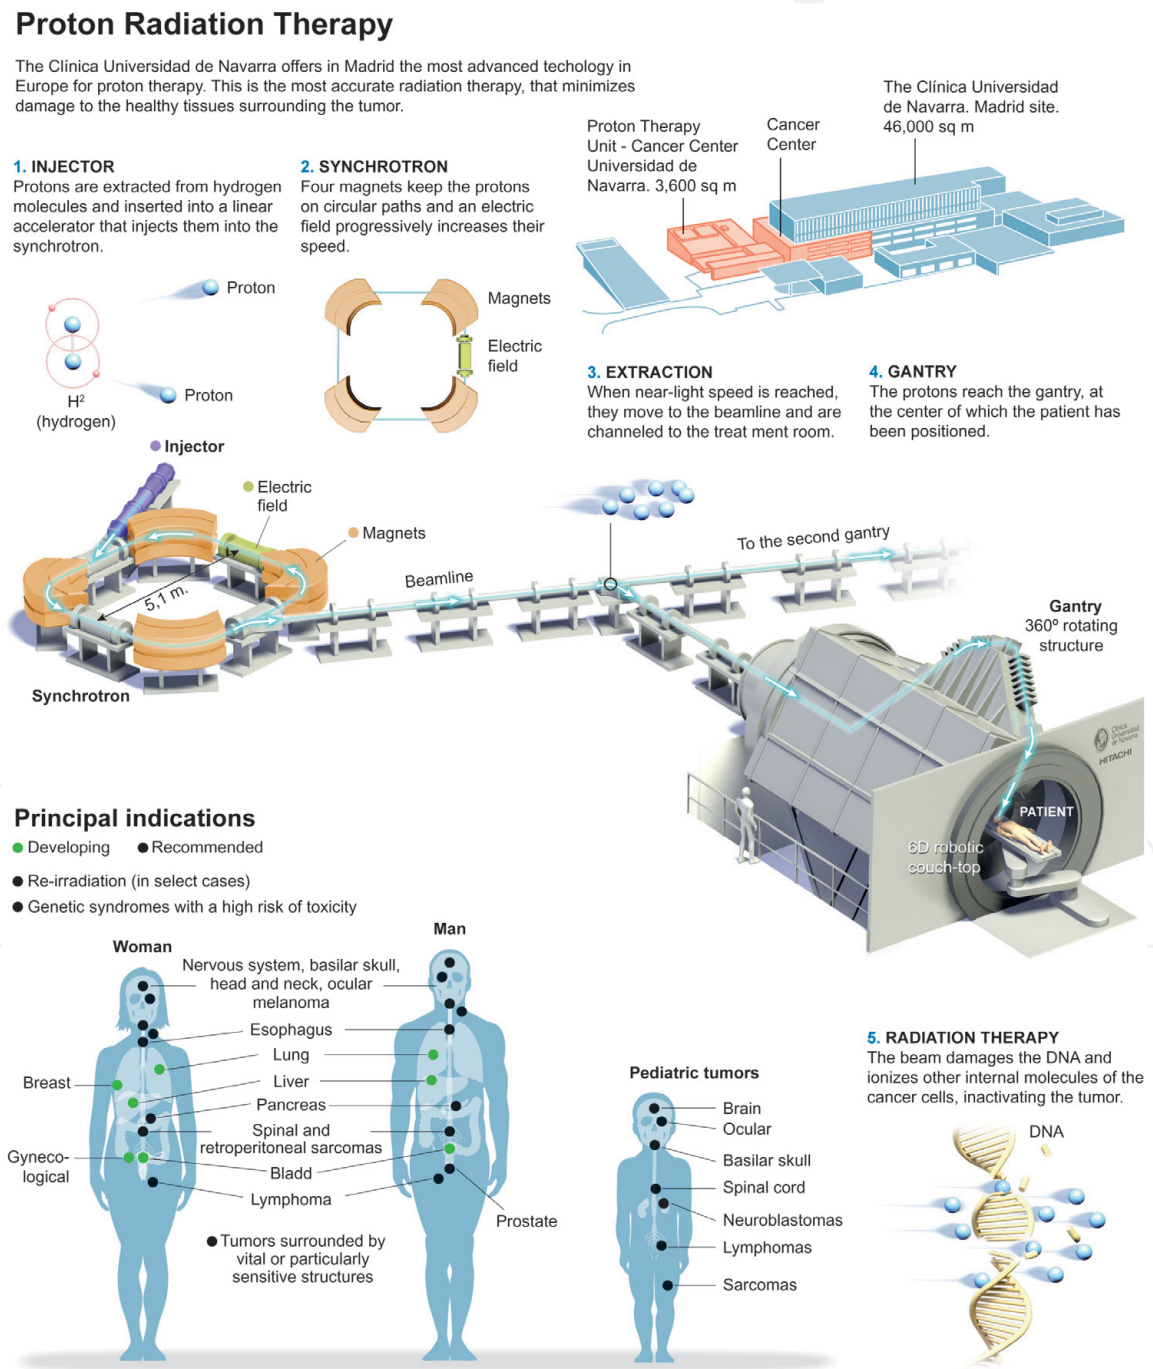 Proton Radiation Therapy
The Clínica Universidad de Navarra offers in Madrid the most advanced techology in
Europe for proton therapy. This is the most accurate radiation therapy, that minimizes
damage to the healthy tissues surrounding the tumor.
The Clínica Universidad
de Navarra. Madrid site.
46,000 sq m
Proton Therapy
Unit - Cancer Center
Universidad de
Navarra. 3,600 sq m
Cancer
Center
1. INJECTOR
Protons are extracted from hydrogen
molecules and inserted into a linear
accelerator that injects them into the
synchrotron.
Proton
Proton
H²
(hydrogen)
2. SYNCHROTRON
Four magnets keep the protons
on circular paths and an electric
field progressively increases their
speed.
Magnets
Electric
field
3. EXTRACTION
When near-light speed is reached,
they move to the beamline and are
channeled to the treat ment room.
4. GANTRY
The protons reach the gantry, at
the center of which the patient has
been positioned.
Injector
Electric
field
Magnets
5,1 m.
Beamline
To the second gantry
Synchrotron
Gantry
360º rotating
structure
Clínica
Universidad
de Navarra
HITACHI
PATIENT
6D robotic
couch-top
Principal indications
Developing
Recommended
Re-irradiation (in select cases)
Genetic syndromes with a high risk of toxicity
Woman
Man
Nervous system, basilar skull,
head and neck, ocular
melanoma
Esophagus
Lung
Breast
Liver
Pancreas
Spinal and
retroperitoneal sarcomas
Gyneco-
logical
Bladd
Lymphoma
Prostate
Tumors surrounded by
vital or particularly
sensitive structures
Pediatric tumors
Brain
Ocular
Basilar skull
Spinal cord
Neuroblastomas
Lymphomas
Sarcomas
5. RADIATION THERAPY
The beam damages the DNA and
ionizes other internal molecules of the
cancer cells, inactivating the tumor.
DNA